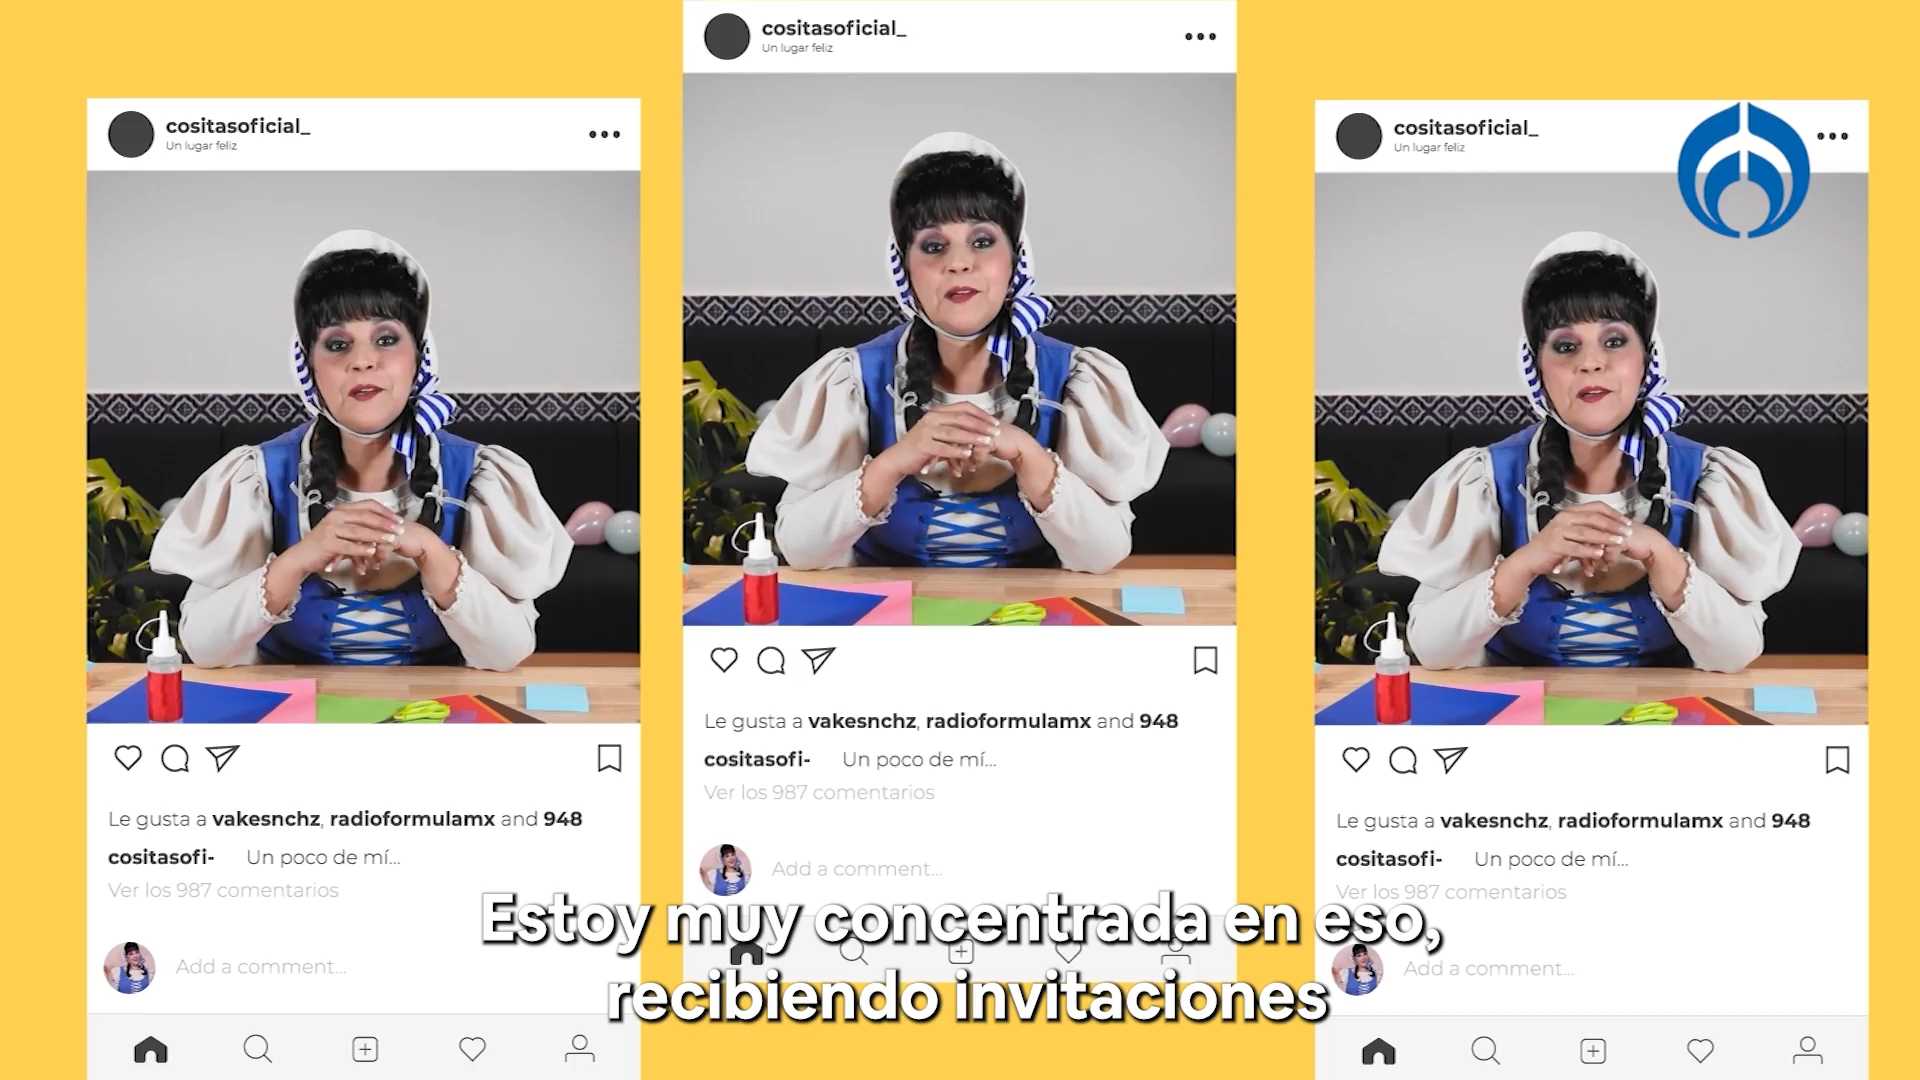 cositasoficial_
Un lugar feliz
Le gusta a vakesnchz, radioformulamx and 948
cositasofi- Un poco de mí...
Ver los 987 comentarios
Add a comment...
cositasoficial_
Un lugar feliz
Le gusta a vakesnchz, radioformulamx and 948
cositasofi- Un poco de mí...
Ver los 987 comentarios
Add a comment...
cositasoficial_
Un lugar feliz
Le gusta a vakesnchz, radioformulamx and 948
cositasofi- Un poco de mí...
Ver los 987 comentarios
Add a comment...
Estoy muy concentrada en eso,
recibiendo invitaciones